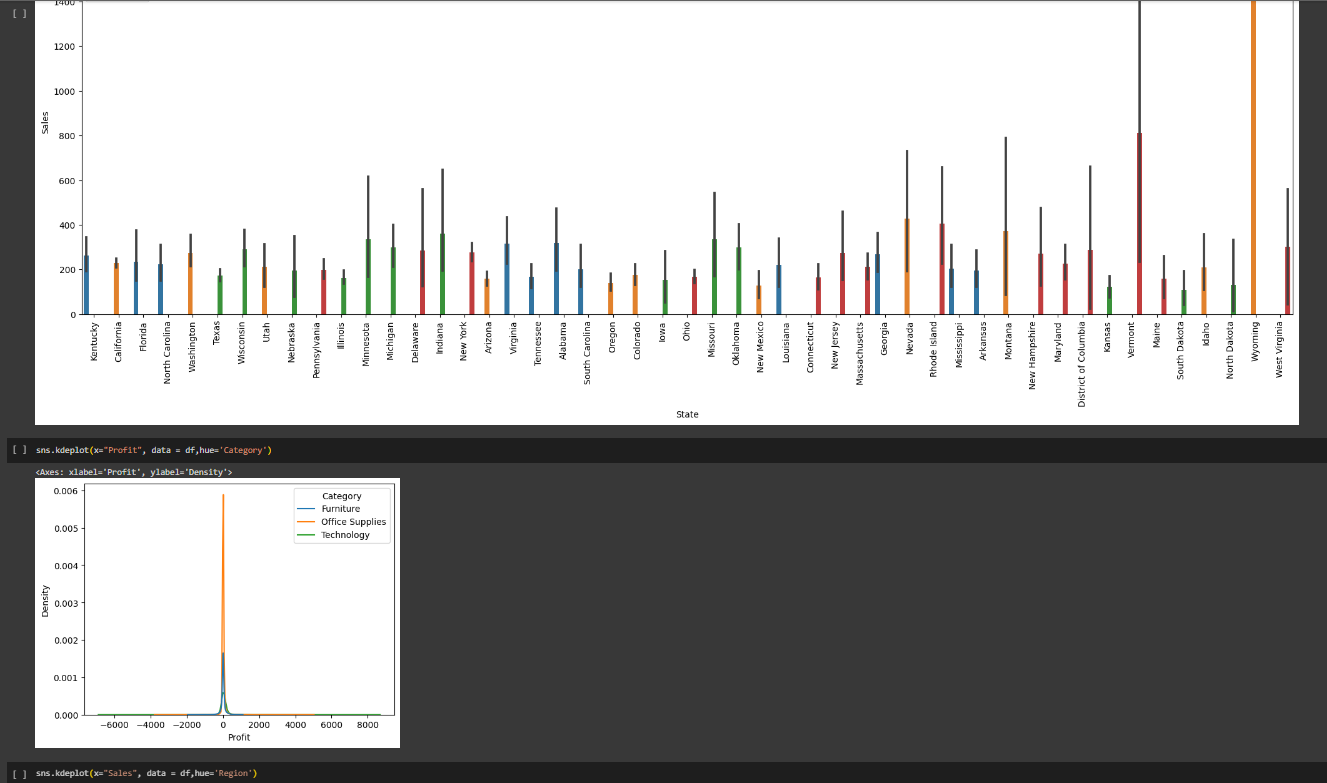 [ ]
1400
1200
1000
800
600
400
200
0
Sales
Kentucky
California
Florida
North Carolina
Washington
Texas
Wisconsin
Utah
Nebraska
Pennsylvania
Illinois
Minnesota
Michigan
Delaware
Indiana
New York
Arizona
Virginia
Tennessee
Alabama
South Carolina
Oregon
Colorado
Iowa
Ohio
Missouri
Oklahoma
New Mexico
Louisiana
Connecticut
New Jersey
Massachusetts
Georgia
Nevada
Rhode Island
Mississippi
Arkansas
Montana
New Hampshire
Maryland
District of Columbia
Kansas
Vermont
Maine
South Dakota
Idaho
North Dakota
Wyoming
West Virginia
State
[ ] sns.kdeplot(x="Profit", data = df,hue='Category')
<Axes: xlabel='Profit', ylabel='Density'>
Category
Furniture
Office Supplies
Technology
0.006
0.005
0.004
0.003
0.002
0.001
0.000
Density
−6000 −4000 −2000 0 2000 4000 6000 8000
Profit
[ ] sns.kdeplot(x="Sales", data = df,hue='Region')